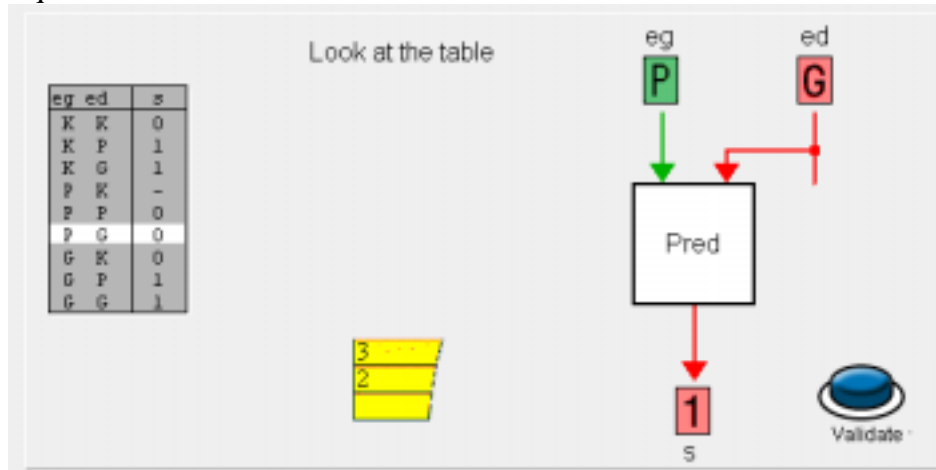 Look at the table
eg ed s
K K 0
K P 1
K G 1
P K -
P P 0
P G 0
G K 0
G P 1
G G 1
eg
ed
P
G
Pred
3
2
1
s
Validate